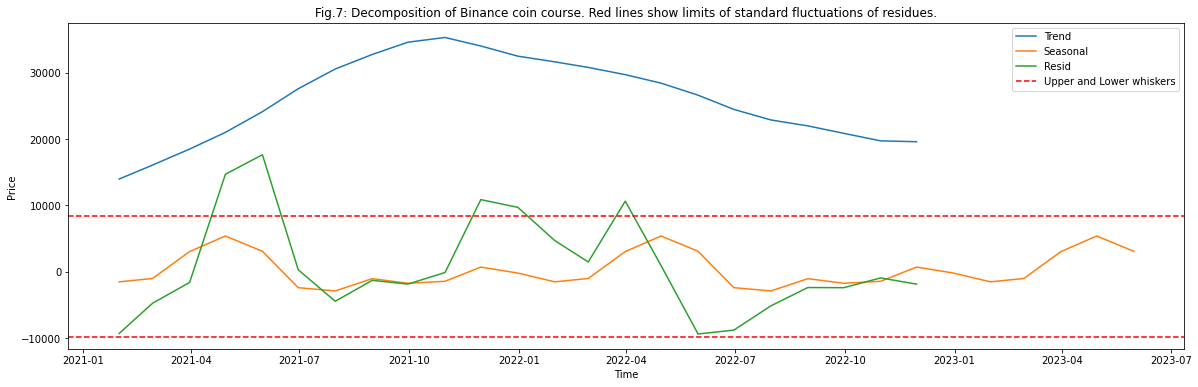 Fig.7: Decomposition of Binance coin course. Red lines show limits of standard fluctuations of residues.
Trend
Seasonal
Resid
Upper and Lower whiskers
30000
20000
10000
0
−10000
Price
2021-01 2021-04 2021-07 2021-10 2022-01 2022-04 2022-07 2022-10 2023-01 2023-04 2023-07
Time